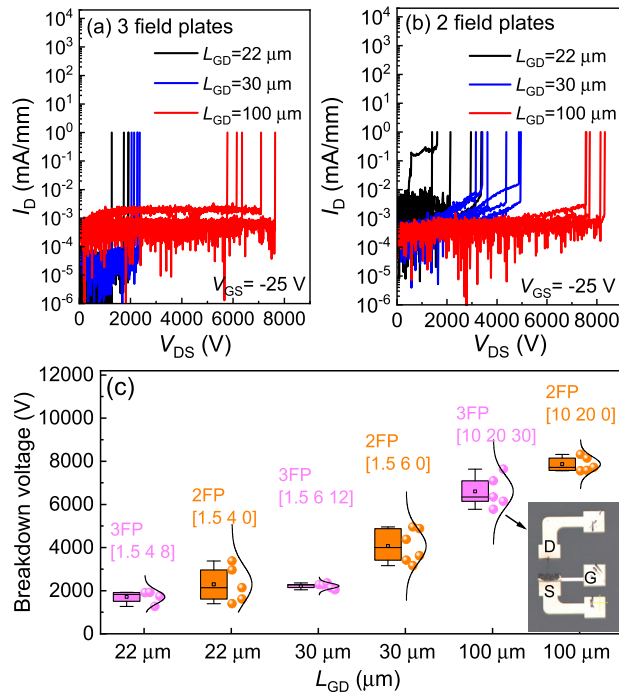 (a) 3 field plates
L_GD=22 μm
L_GD=30 μm
L_GD=100 μm
10^4
10^3
10^2
10^1
10^0
10^-1
10^-2
10^-3
10^-4
10^-5
10^-6
I_D (mA/mm)
V_GS= -25 V
0 2000 4000 6000 8000
V_DS (V)
(b) 2 field plates
L_GD=22 μm
L_GD=30 μm
L_GD=100 μm
10^4
10^3
10^2
10^1
10^0
10^-1
10^-2
10^-3
10^-4
10^-5
10^-6
I_D (mA/mm)
V_GS= -25 V
0 2000 4000 6000 8000
V_DS (V)
(c)
12000
10000
8000
6000
4000
2000
0
Breakdown voltage (V)
3FP
[1.5 4 8]
2FP
[1.5 4 0]
3FP
[1.5 6 12]
2FP
[1.5 6 0]
3FP
[10 20 30]
2FP
[10 20 0]
D
G
S
22 μm 22 μm 30 μm 30 μm 100 μm 100 μm
L_GD (μm)